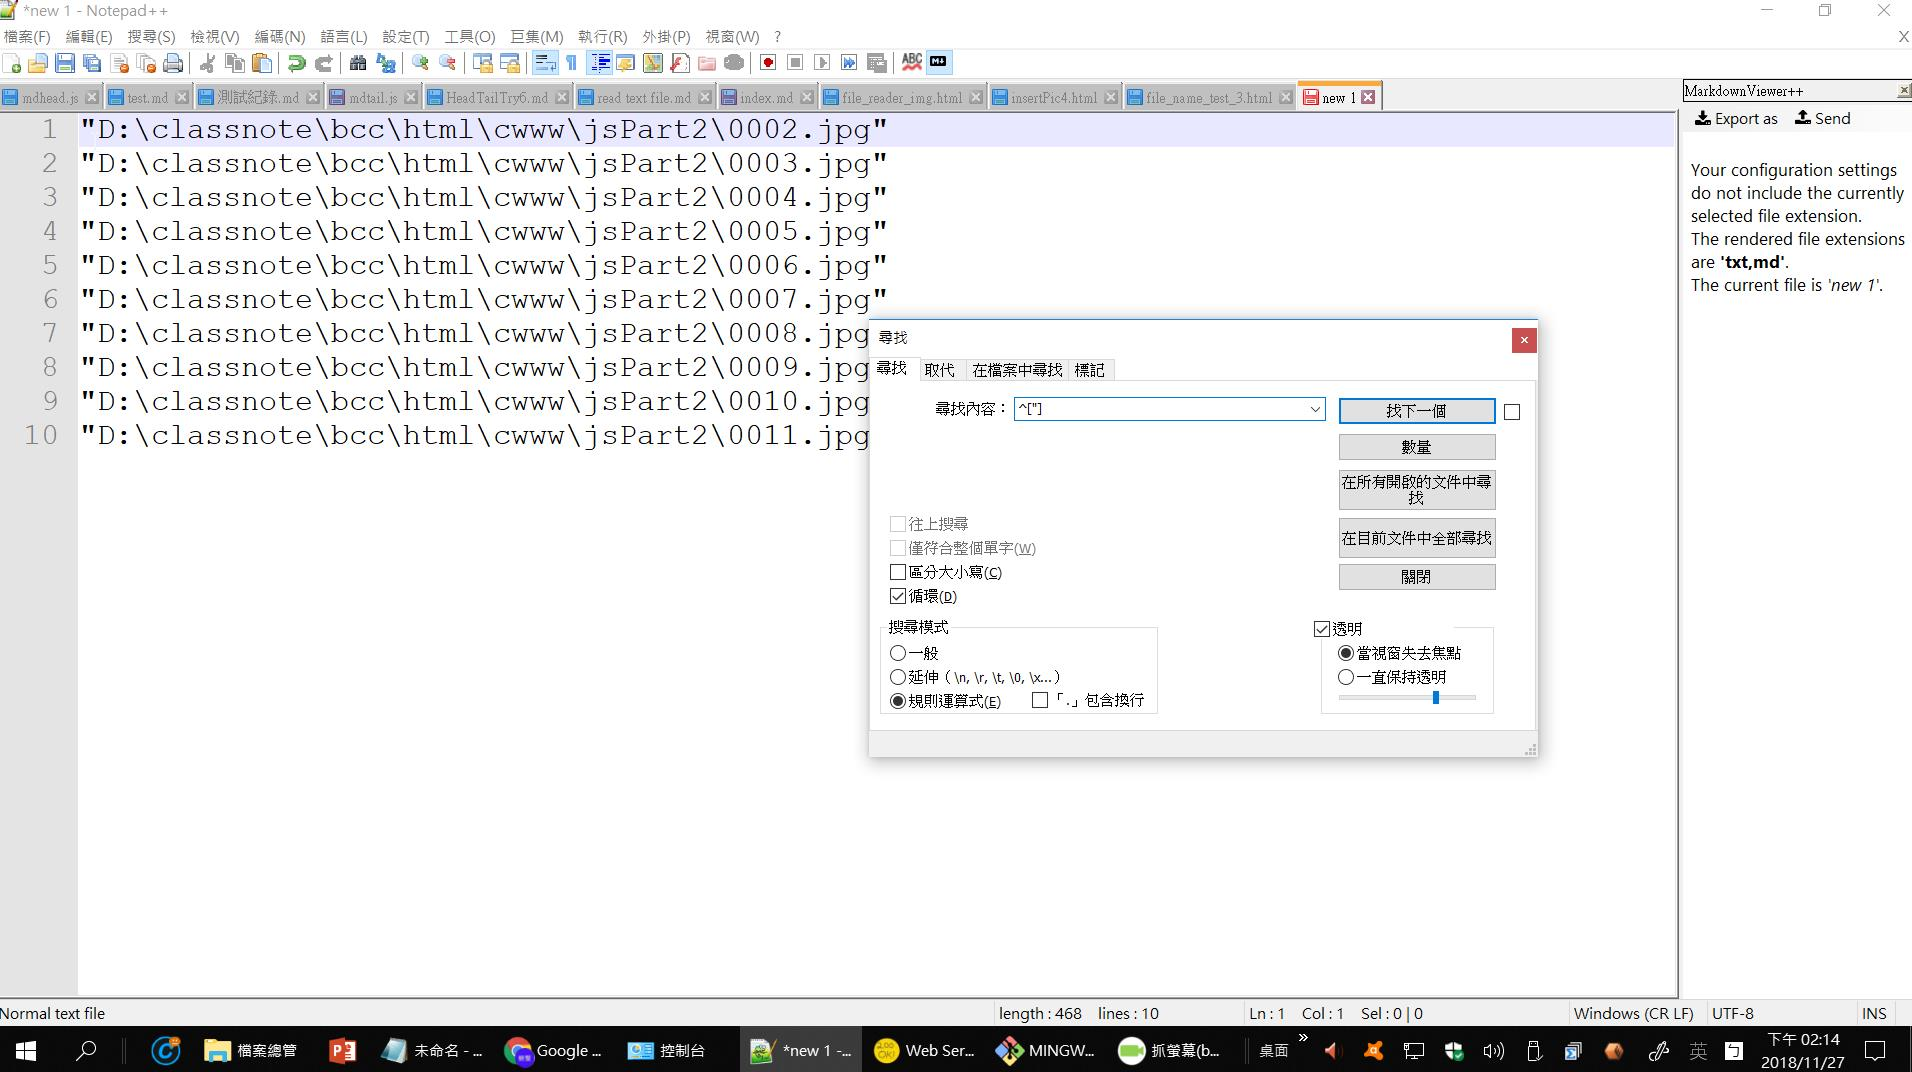 *new 1 - Notepad++
檔案(F) 編輯(E) 搜尋(S) 檢視(V) 編碼(N) 語言(L) 設定(T) 工具(O) 巨集(M) 執行(R) 外掛(P) 視窗(W) ? X
mdhead.js test.md 測試紀錄.md mdtail.js HeadTailTry6.md read text file.md index.md file_reader_img.html insertPic4.html file_name_test_3.html new 1
1 "D:\classnote\bcc\html\cwww\jsPart2\0002.jpg"
2 "D:\classnote\bcc\html\cwww\jsPart2\0003.jpg"
3 "D:\classnote\bcc\html\cwww\jsPart2\0004.jpg"
4 "D:\classnote\bcc\html\cwww\jsPart2\0005.jpg"
5 "D:\classnote\bcc\html\cwww\jsPart2\0006.jpg"
6 "D:\classnote\bcc\html\cwww\jsPart2\0007.jpg"
7 "D:\classnote\bcc\html\cwww\jsPart2\0008.jpg
8 "D:\classnote\bcc\html\cwww\jsPart2\0009.jpg
9 "D:\classnote\bcc\html\cwww\jsPart2\0010.jpg
10 "D:\classnote\bcc\html\cwww\jsPart2\0011.jpg
尋找
尋找 取代 在檔案中尋找 標記
尋找內容： ^["]
找下一個
數量
在所有開啟的文件中尋
找
在目前文件中全部尋找
關閉
往上搜尋
僅符合整個單字(W)
區分大小寫(C)
循環(D)
搜尋模式
一般
延伸（\n, \r, \t, \0, \x...）
規則運算式(E) 「.」包含換行
透明
當視窗失去焦點
一直保持透明
MarkdownViewer++
Export as Send
Your configuration settings
do not include the currently
selected file extension.
The rendered file extensions
are 'txt,md'.
The current file is 'new 1'.
Normal text file length : 468 lines : 10 Ln : 1 Col : 1 Sel : 0 | 0 Windows (CR LF) UTF-8 INS
檔案總管 未命名 - ... Google ... 控制台 *new 1 -... Web Ser... MINGW... 抓螢幕(b... 桌面 英 下午 02:14
2018/11/27